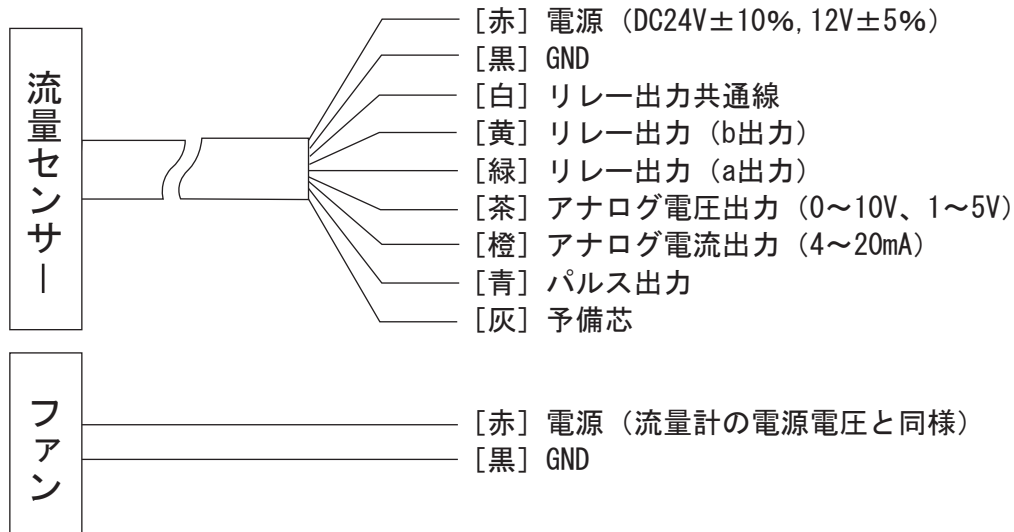 流量センサー
[赤] 電源（DC24V±10%,12V±5%）
[黒] GND
[白] リレー出力共通線
[黄] リレー出力（b出力）
[緑] リレー出力（a出力）
[茶] アナログ電圧出力（0～10V、1～5V）
[橙] アナログ電流出力（4～20mA）
[青] パルス出力
[灰] 予備芯
ファン
[赤] 電源（流量計の電源電圧と同様）
[黒] GND